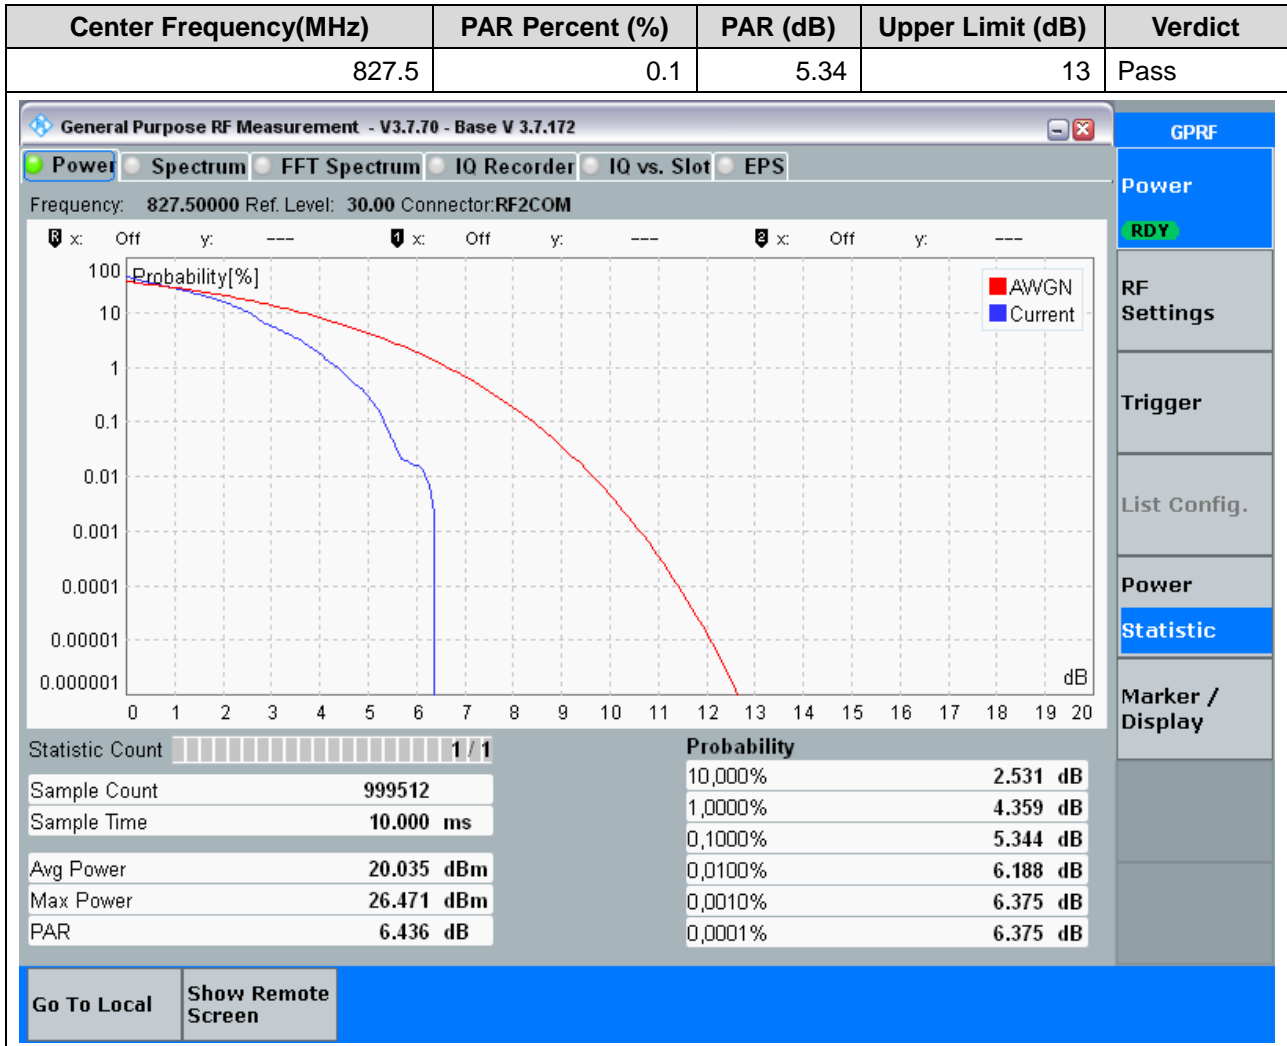 Center Frequency(MHz) PAR Percent (%) PAR (dB) Upper Limit (dB) Verdict
827.5 0.1 5.34 13 Pass
General Purpose RF Measurement - V3.7.70 - Base V 3.7.172
GPRF
Power Spectrum FFT Spectrum IQ Recorder IQ vs. Slot EPS
Power
RDY
Frequency: 827.50000 Ref. Level: 30.00 Connector:RF2COM
R x: Off y: --- 1 x: Off y: --- 2 x: Off y: ---
Probability[%]
AWGN
Current
100
10
1
0.1
0.01
0.001
0.0001
0.00001
0.000001
dB
0 1 2 3 4 5 6 7 8 9 10 11 12 13 14 15 16 17 18 19 20
RF
Settings
Trigger
List Config.
Power
Statistic
Marker /
Display
Statistic Count 1 / 1
Sample Count 999512
Sample Time 10.000 ms
Avg Power 20.035 dBm
Max Power 26.471 dBm
PAR 6.436 dB
Probability
10,000% 2.531 dB
1,0000% 4.359 dB
0,1000% 5.344 dB
0,0100% 6.188 dB
0,0010% 6.375 dB
0,0001% 6.375 dB
Go To Local
Show Remote
Screen